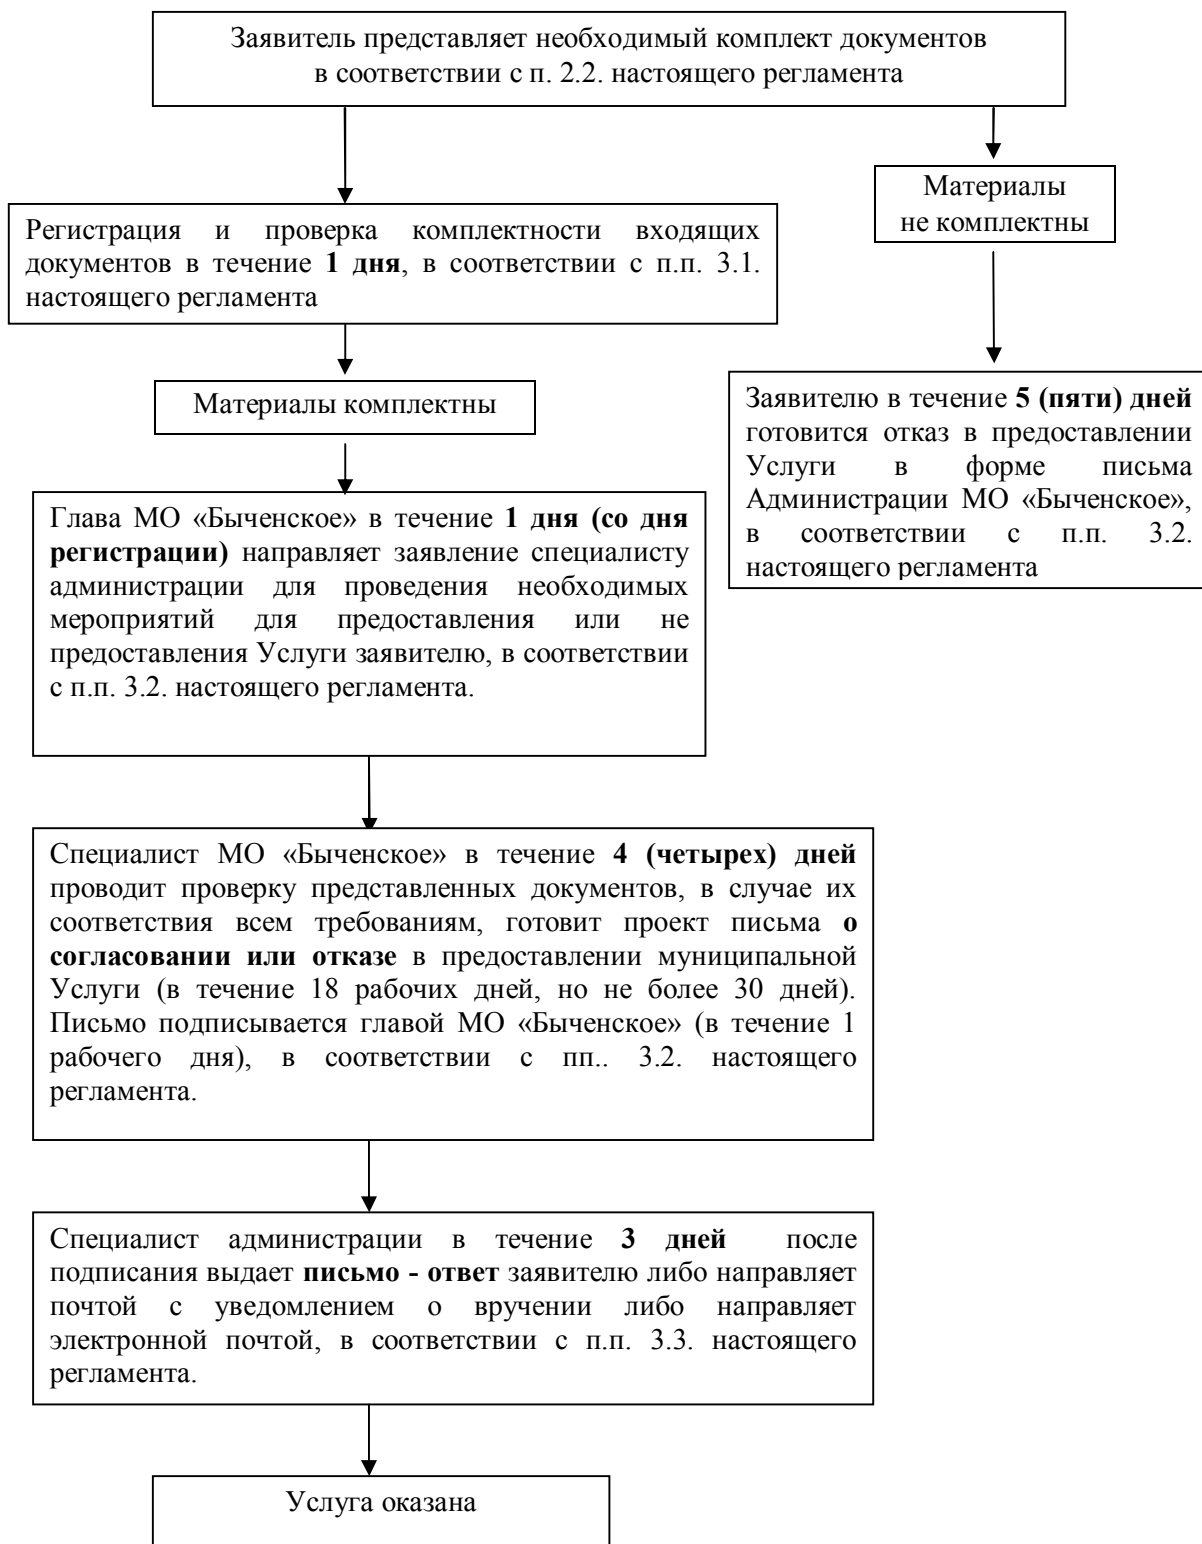 Заявитель представляет необходимый комплект документов
в соответствии с п. 2.2. настоящего регламента
Материалы
не комплектны
Регистрация и проверка комплектности входящих
документов в течение 1 дня, в соответствии с п.п. 3.1.
настоящего регламента
Материалы комплектны
Заявителю в течение 5 (пяти) дней
готовится отказ в предоставлении
Услуги в форме письма
Администрации МО «Быченское»,
в соответствии с п.п. 3.2.
настоящего регламента
Глава МО «Быченское» в течение 1 дня (со дня
регистрации) направляет заявление специалисту
администрации для проведения необходимых
мероприятий для предоставления или не
предоставления Услуги заявителю, в соответствии
с п.п. 3.2. настоящего регламента.
Специалист МО «Быченское» в течение 4 (четырех) дней
проводит проверку представленных документов, в случае их
соответствия всем требованиям, готовит проект письма о
согласовании или отказе в предоставлении муниципальной
Услуги (в течение 18 рабочих дней, но не более 30 дней).
Письмо подписывается главой МО «Быченское» (в течение 1
рабочего дня), в соответствии с пп.. 3.2. настоящего
регламента.
Специалист администрации в течение 3 дней после
подписания выдает письмо - ответ заявителю либо направляет
почтой с уведомлением о вручении либо направляет
электронной почтой, в соответствии с п.п. 3.3. настоящего
регламента.
Услуга оказана